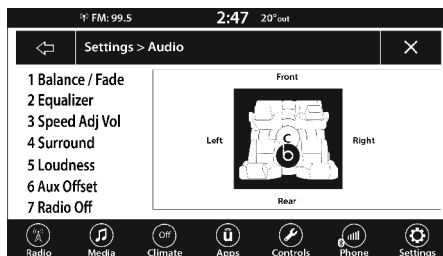 FM: 99.5 2:47 20°out
Settings > Audio
1 Balance / Fade
2 Equalizer
3 Speed Adj Vol
4 Surround
5 Loudness
6 Aux Offset
7 Radio Off
Front
Left
C
b
Right
Rear
Off
ū
Radio Media Climate Apps Controls Phone Settings